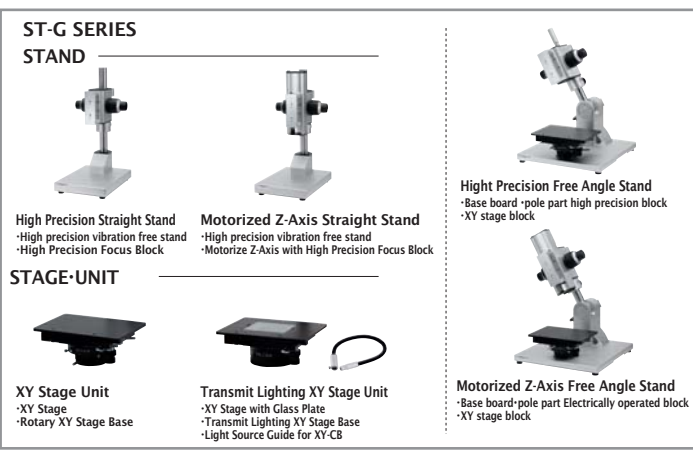 ST-G SERIES
STAND
High Precision Straight Stand
・High precision vibration free stand
・High Precision Focus Block
Motorized Z-Axis Straight Stand
・High precision vibration free stand
・Motorize Z-Axis with High Precision Focus Block
STAGE・UNIT
XY Stage Unit
・XY Stage
・Rotary XY Stage Base
Transmit Lighting XY Stage Unit
・XY Stage with Glass Plate
・Transmit Lighting XY Stage Base
・Light Source Guide for XY-CB
Hight Precision Free Angle Stand
・Base board ・pole part high precision block
・XY stage block
Motorized Z-Axis Free Angle Stand
・Base board・pole part Electrically operated block
・XY stage block